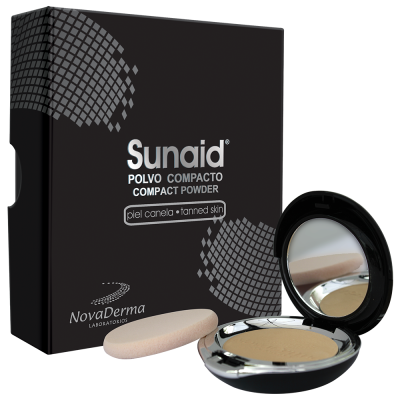 Sunaid®
POLVO COMPACTO
COMPACT POWDER
piel canela • tanned skin
NovaDerma
LABORATORIOS